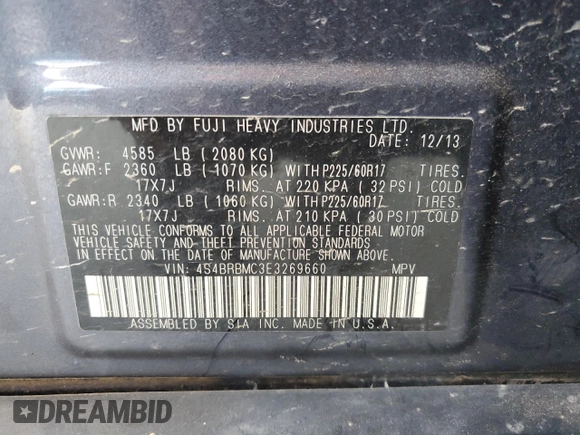 MFD BY FUJI HEAVY INDUSTRIES LTD.
DATE: 12/13
GVWR: 4585 LB ( 2080 KG)
GAWR:F 2360 LB ( 1070 KG) WITH P225/60R17 TIRES.
17X7J RIMS. AT 220 KPA ( 32 PSI) COLD
GAWR:R 2340 LB ( 1060 KG) WITH P225/60R17 TIRES.
17X7J RIMS. AT 210 KPA ( 30 PSI) COLD
THIS VEHICLE CONFORMS TO ALL APPLICABLE FEDERAL MOTOR
VEHICLE SAFETY AND THEFT PREVENTION STANDARDS
IN EFFECT ON THE DATE OF MANUFACTURE SHOWN ABOVE.
VIN: 4S4BRBMC3E3269660 MPV
ASSEMBLED BY SIA INC. MADE IN U.S.A.
DREAMBID